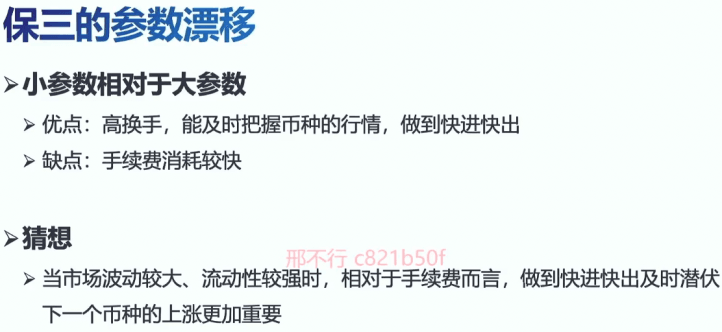 保三的参数漂移
➢小参数相对于大参数
➢ 优点：高换手，能及时把握币种的行情，做到快进快出
➢ 缺点：手续费消耗较快
➢猜想
邢不行 c821b50f
➢ 当市场波动较大、流动性较强时，相对于手续费而言，做到快进快出及时潜伏
下一个币种的上涨更加重要